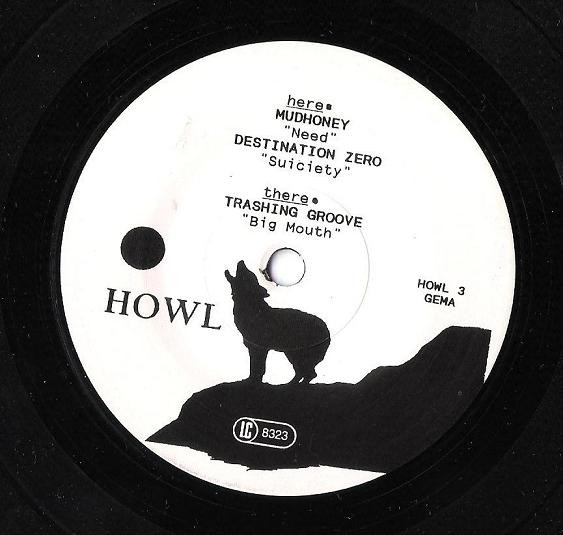 here•
MUDHONEY
"Need"
DESTINATION ZERO
"Suiciety"
there•
TRASHING GROOVE
"Big Mouth"
HOWL 3
GEMA
HOWL
LC 8323